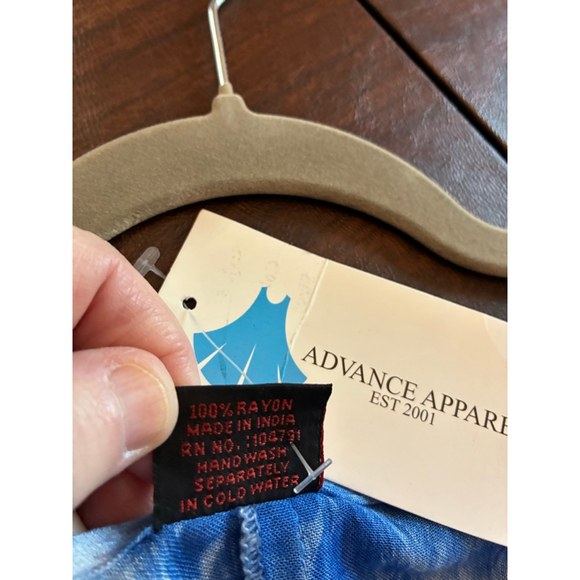 ADVANCE APPARE
EST 2001
100% RAYON
MADE IN INDIA
RN NO.: 104791
HAND WASH
SEPARATELY
IN COLD WATER